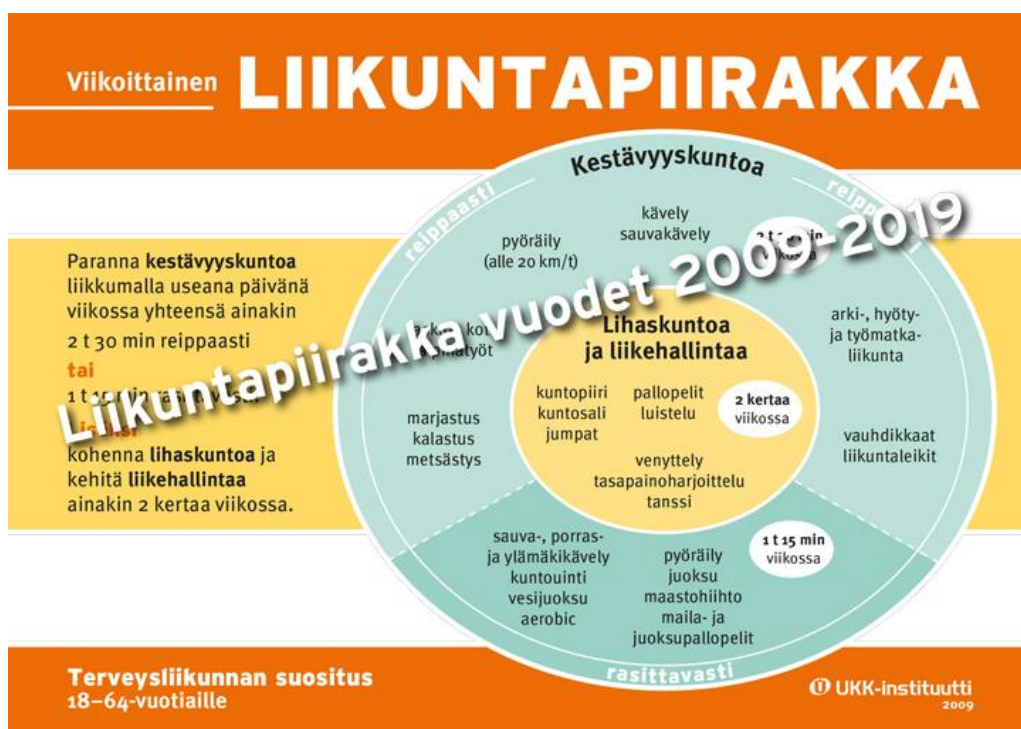 Viikoittainen LIIKUNTAPIIRAKKA
Kestävyyskuntoa
reippaasti
kävely
sauvakävely
viikossa
pyöräily
(alle 20 km/t)
Liikuntapiirakka vuodet 2009-2019
Paranna kestävyyskuntoa
liikkumalla useana päivänä
viikossa yhteensä ainakin
2 t 30 min reippaasti
tai
kohenna lihaskuntoa ja
kehitä liikehallintaa
ainakin 2 kertaa viikossa.
arki-, hyöty-
ja työmatka-
liikunta
marjastus
kalastus
metsästys
vauhdikkaat
liikuntaleikit
Lihaskuntoa
ja liikehallintaa
kuntopiiri
kuntosali
jumpat
pallopelit
luistelu
2 kertaa
viikossa
venyttely
tasapainoharjoittelu
tanssi
sauva-, porras-
ja ylämäkikävely
kuntouinti
vesijuoksu
aerobic
pyöräily
juoksu
maastohiihto
maila- ja
juoksupallopelit
1 t 15 min
viikossa
rasittavasti
Terveysliikunnan suositus
18–64-vuotiaille
UKK-instituutti
2009